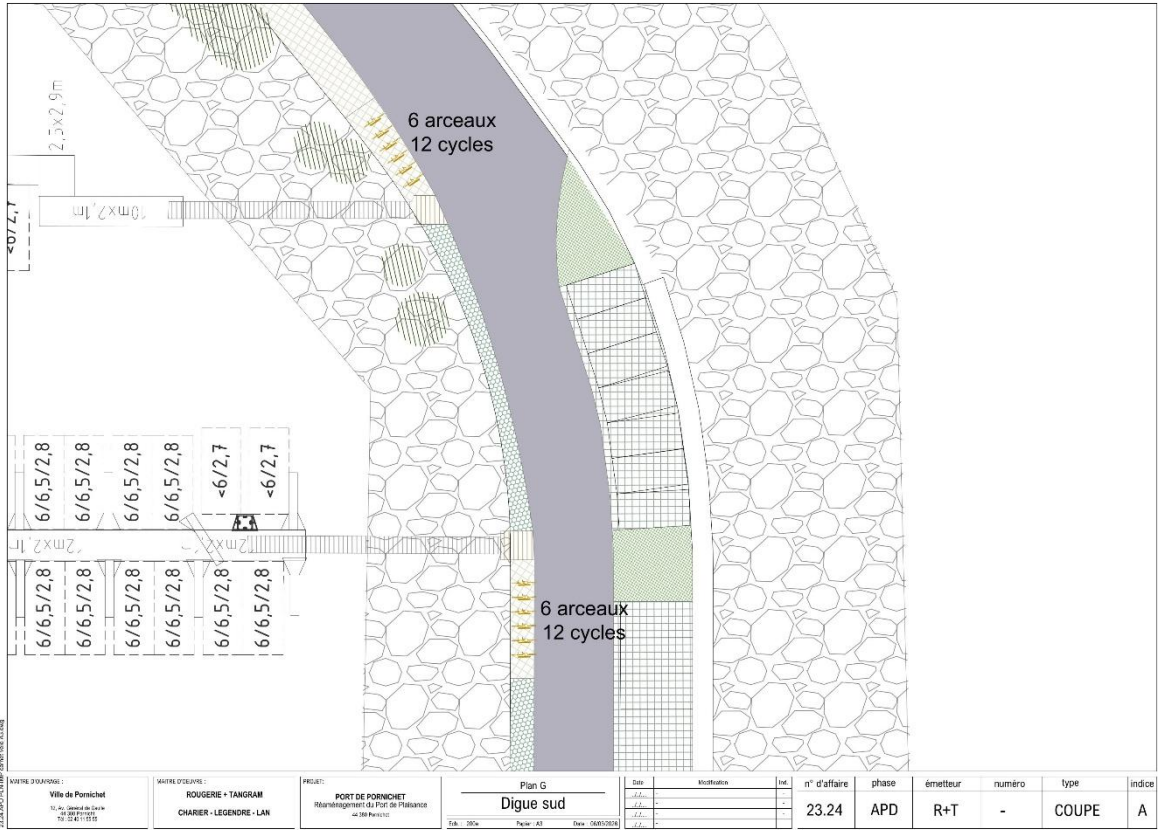 6 arceaux
12 cycles
2,5x2,9m
10mx2,1m
<6/2,7
6/6,5/2,8
6/6,5/2,8
6/6,5/2,8
6/6,5/2,8
<6/2,7
<6/2,7
6/6,5/2,8
6/6,5/2,8
6/6,5/2,8
6/6,5/2,8
6/6,5/2,8
6/6,5/2,8
6 arceaux
12 cycles
MAITRE D'OUVRAGE :
Ville de Pornichet
44 380 Pornichet
MAITRE D'OEUVRE :
ROUGERIE + TANGRAM
CHARIER - LEGENDRE - LAN
PROJET:
PORT DE PORNICHET
Réaménagement du Port de Plaisance
44 380 Pornichet
Plan G
Digue sud
Papier : A3
Date
Modification
Ind.
n° d'affaire
23.24
phase
APD
émetteur
R+T
numéro
-
type
COUPE
indice
A